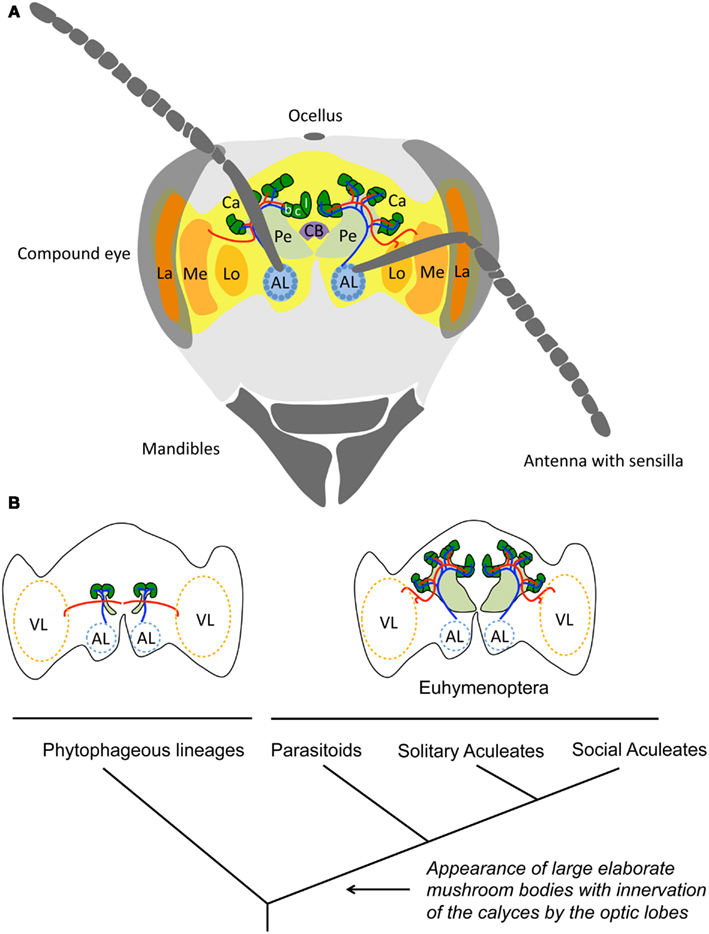 A
Ocellus
Ca
Ca
l
b
c
CB
Pe
Pe
Compound eye
La
Me
Lo
AL
AL
Lo
Me
La
Mandibles
Antenna with sensilla
B
VL
AL
AL
VL
VL
AL
AL
VL
Euhymenoptera
Phytophageous lineages
Parasitoids
Solitary Aculeates
Social Aculeates
Appearance of large elaborate
mushroom bodies with innervation
of the calyces by the optic lobes